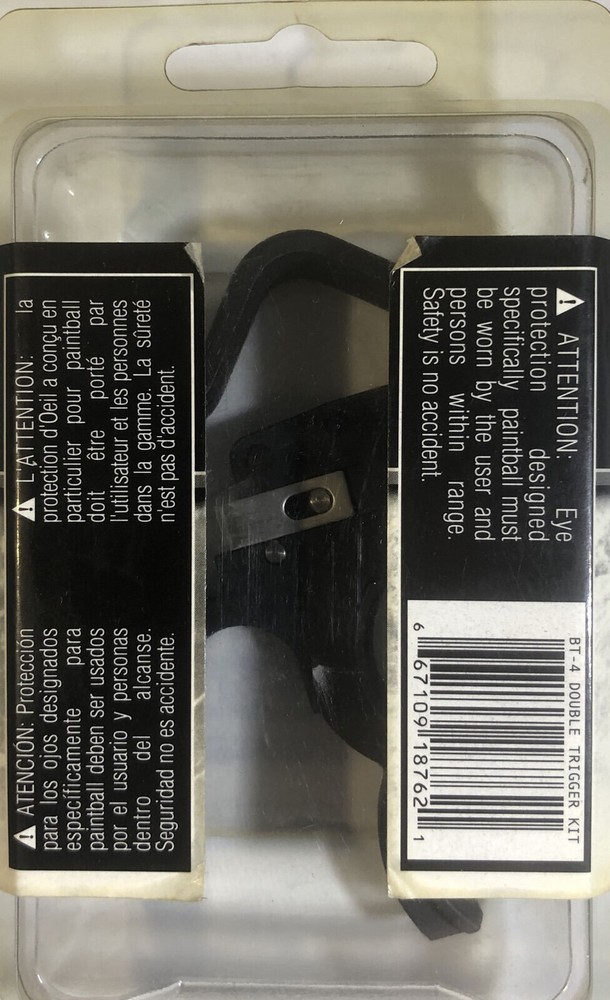 ⚠ ATTENTION: Eye
protection designed
specifically paintball must
be worn by the user and
persons within range.
Safety is no accident.
BT-4 DOUBLE TRIGGER KIT
6 67109 18762 1
⚠ L'ATTENTION: la
protection d'Oeil a conçu en
particulier pour paintball
doit être porté par
l'utilisateur et les personnes
dans la gamme. La sûreté
n'est pas d'accident.
⚠ ATENCIÓN: Protección
para los ojos designados
específicamente para
paintball deben ser usados
por el usuario y personas
dentro del alcanse.
Seguridad no es accidente.